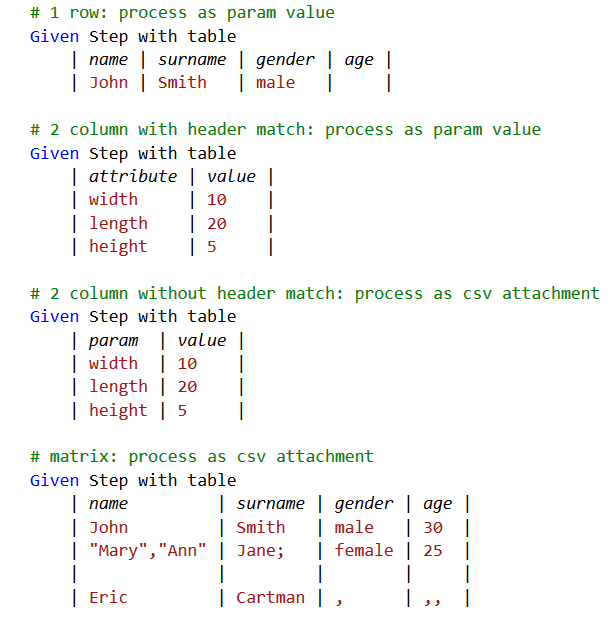 # 1 row: process as param value
Given Step with table
| name | surname | gender | age |
| John | Smith | male | |
# 2 column with header match: process as param value
Given Step with table
| attribute | value |
| width | 10 |
| length | 20 |
| height | 5 |
# 2 column without header match: process as csv attachment
Given Step with table
| param | value |
| width | 10 |
| length | 20 |
| height | 5 |
# matrix: process as csv attachment
Given Step with table
| name | surname | gender | age |
| John | Smith | male | 30 |
| "Mary","Ann" | Jane; | female | 25 |
| | | | |
| Eric | Cartman | , | ,, |